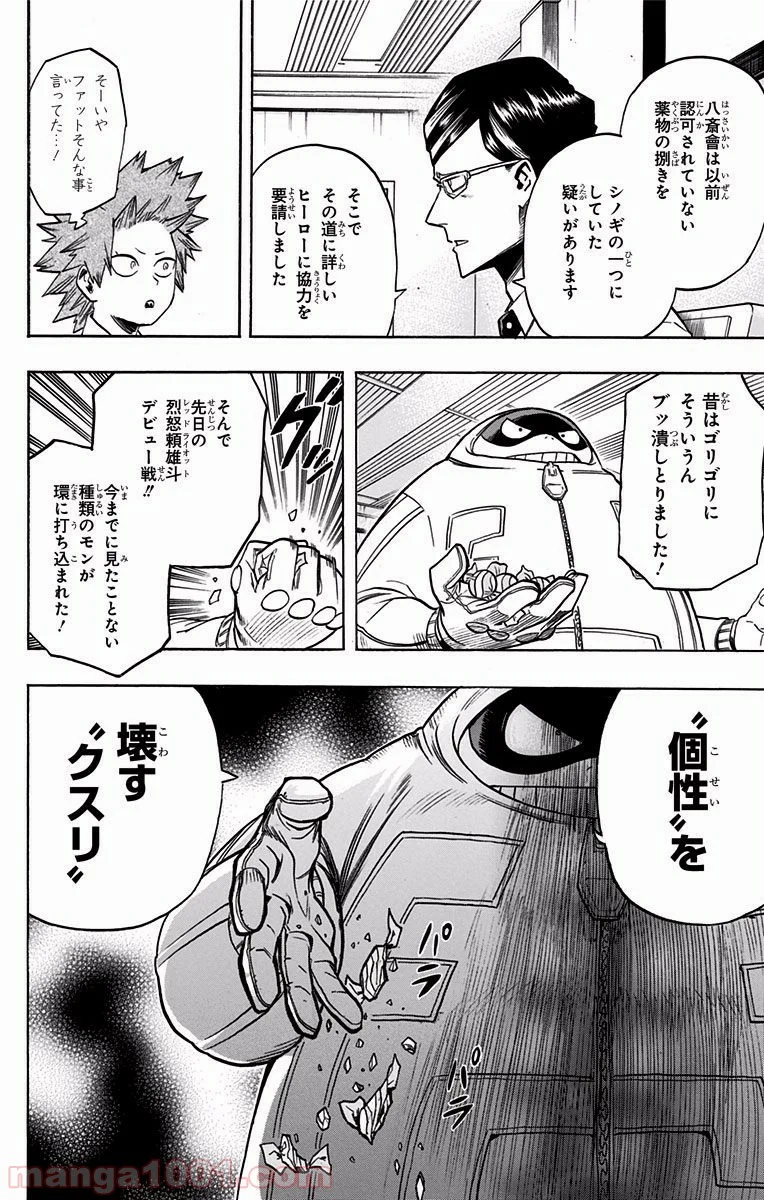 八斎會は以前
認可されていない
薬物の捌きを
シノギの一つに
していた
疑いがあります
そこで
その道に詳しい
ヒーローに協力を
要請しました
そーいや
ファットそんな事
言ってた…!
昔はゴリゴリに
そういうん
ブッ潰しとりました!
グッ
そんで
先日の
烈怒頼雄斗
デビュー戦!!
今までに見たことない
種類のモンが
環に打ち込まれた!
“個性”を
壊す
“クスリ”
パラ
パラ
manga1001.com